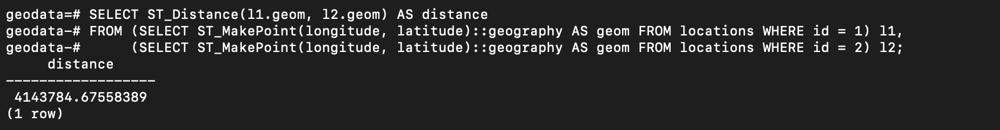 geodata=# SELECT ST_Distance(l1.geom, l2.geom) AS distance
geodata-# FROM (SELECT ST_MakePoint(longitude, latitude)::geography AS geom FROM locations WHERE id = 1) l1,
geodata-#      (SELECT ST_MakePoint(longitude, latitude)::geography AS geom FROM locations WHERE id = 2) l2;
     distance
------------------
 4143784.67558389
(1 row)